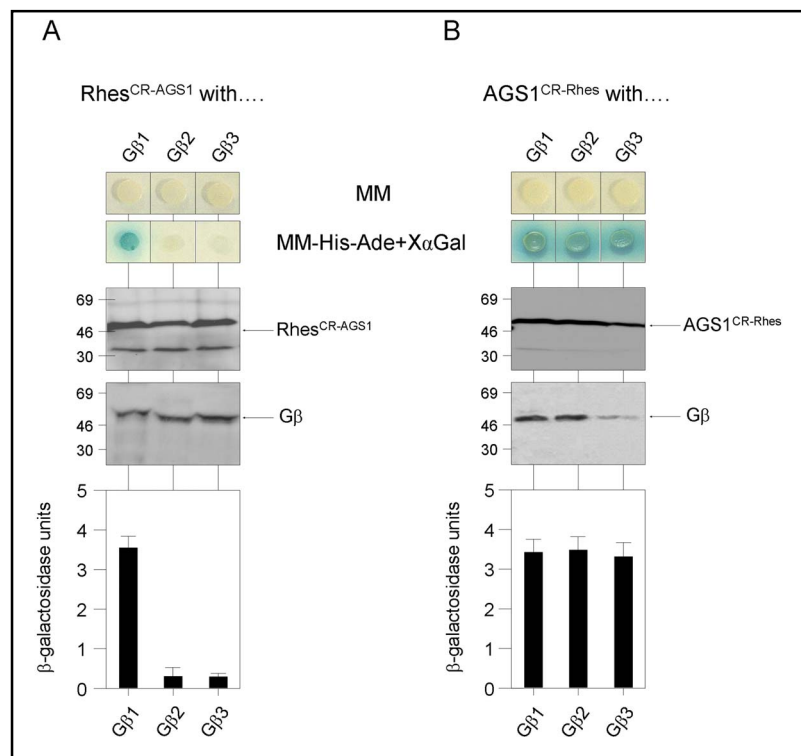 A
Rhes^CR-AGS1 with....
Gβ1 Gβ2 Gβ3
MM
MM-His-Ade+XαGal
69
46
30
Rhes^CR-AGS1
69
46
30
Gβ
β-galactosidase units
5
4
3
2
1
0
Gβ1 Gβ2 Gβ3
B
AGS1^CR-Rhes with....
Gβ1 Gβ2 Gβ3
69
46
30
AGS1^CR-Rhes
69
46
30
Gβ
β-galactosidase units
5
4
3
2
1
0
Gβ1 Gβ2 Gβ3